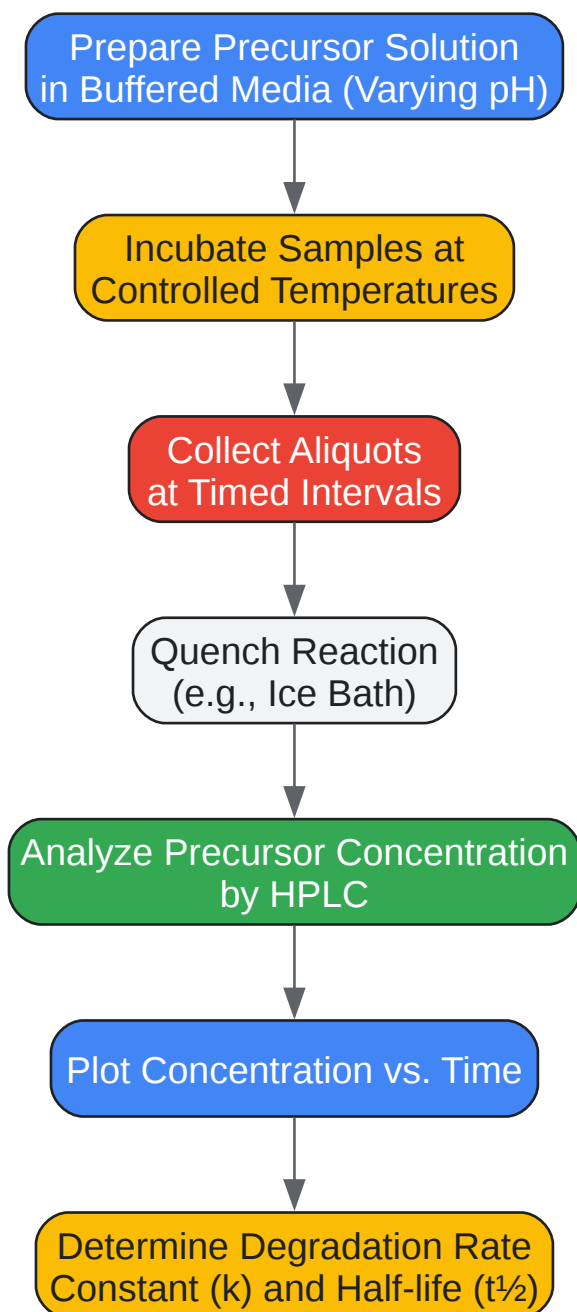 Prepare Precursor Solution
in Buffered Media (Varying pH)
Incubate Samples at
Controlled Temperatures
Collect Aliquots
at Timed Intervals
Quench Reaction
(e.g., Ice Bath)
Analyze Precursor Concentration
by HPLC
Plot Concentration vs. Time
Determine Degradation Rate
Constant (k) and Half-life (t½)